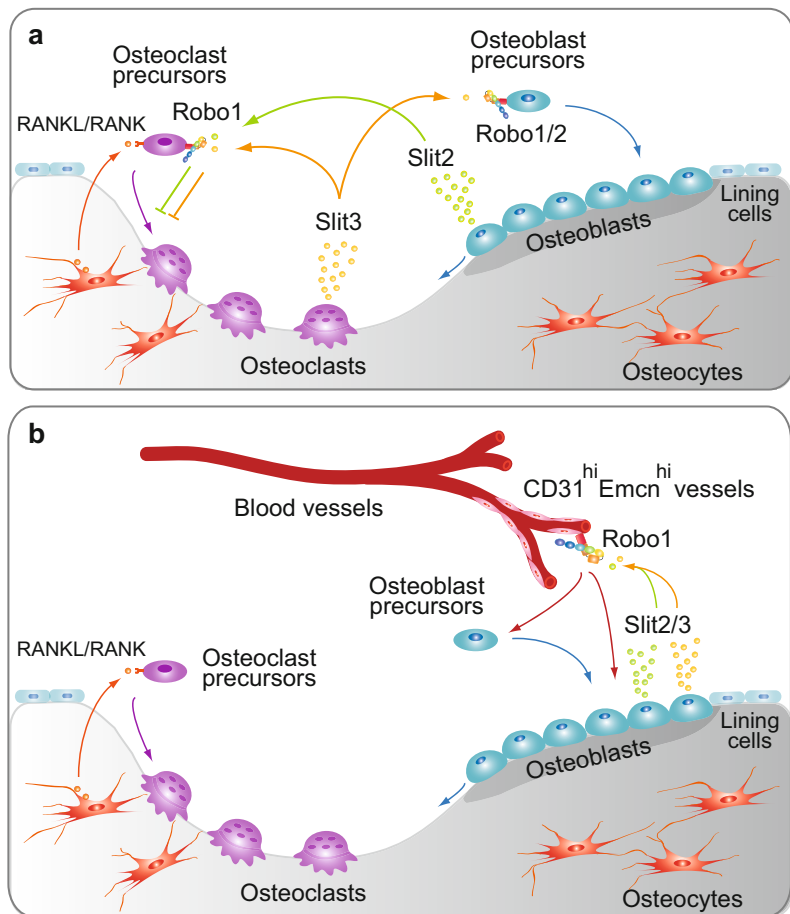 a
Osteoclast
precursors
Osteoblast
precursors
Robo1
RANKL/RANK
Robo1/2
Slit2
Slit3
Lining
cells
Osteoblasts
Osteoclasts
Osteocytes
b
CD31hiEmcnhi vessels
Blood vessels
Robo1
Osteoblast
precursors
Slit2/3
RANKL/RANK
Osteoclast
precursors
Lining
cells
Osteoblasts
Osteoclasts
Osteocytes